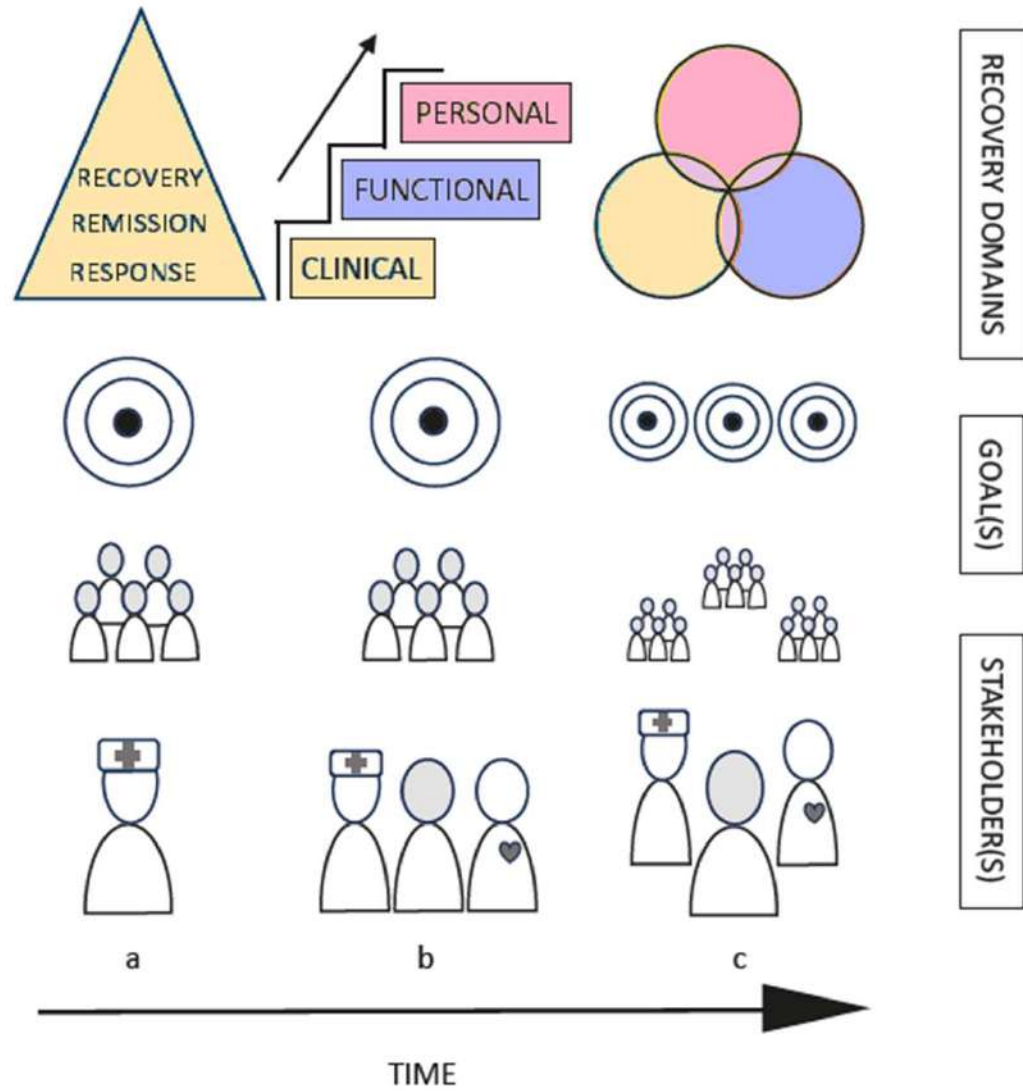 RECOVERY
REMISSION
RESPONSE
PERSONAL
FUNCTIONAL
CLINICAL
RECOVERY DOMAINS
GOAL(S)
STAKEHOLDER(S)
a
b
c
TIME